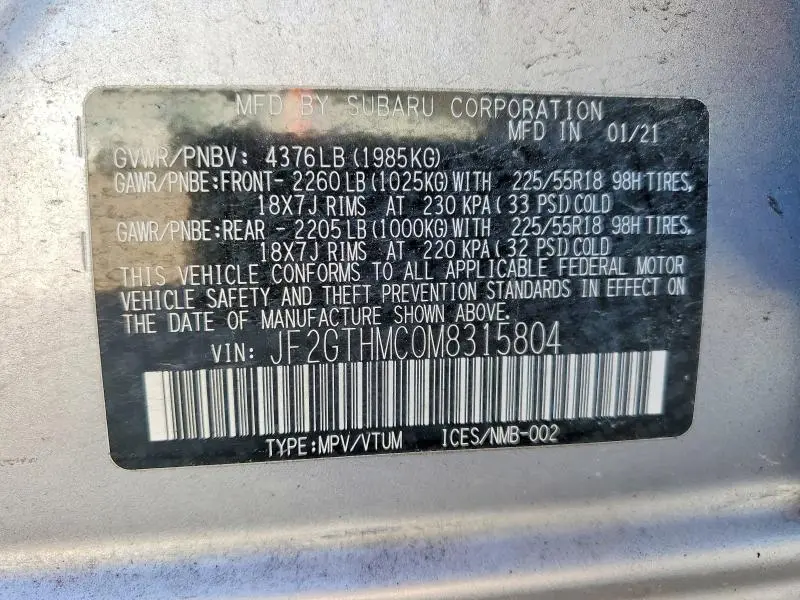 MFD BY SUBARU CORPORATION
MFD IN 01/21
GVWR/PNBV: 4376LB (1985KG)
GAWR/PNBE:FRONT- 2260LB (1025KG) WITH 225/55R18 98H TIRES,
18X7J RIMS AT 230 KPA (33 PSI) COLD
GAWR/PNBE:REAR - 2205LB (1000KG) WITH 225/55R18 98H TIRES,
18X7J RIMS AT 220 KPA (32 PSI) COLD
THIS VEHICLE CONFORMS TO ALL APPLICABLE FEDERAL MOTOR
VEHICLE SAFETY AND THEFT PREVENTION STANDARDS IN EFFECT ON
THE DATE OF MANUFACTURE SHOWN ABOVE.
VIN: JF2GTHMC0M8315804
TYPE:MPV/VTUM ICES/NMB-002